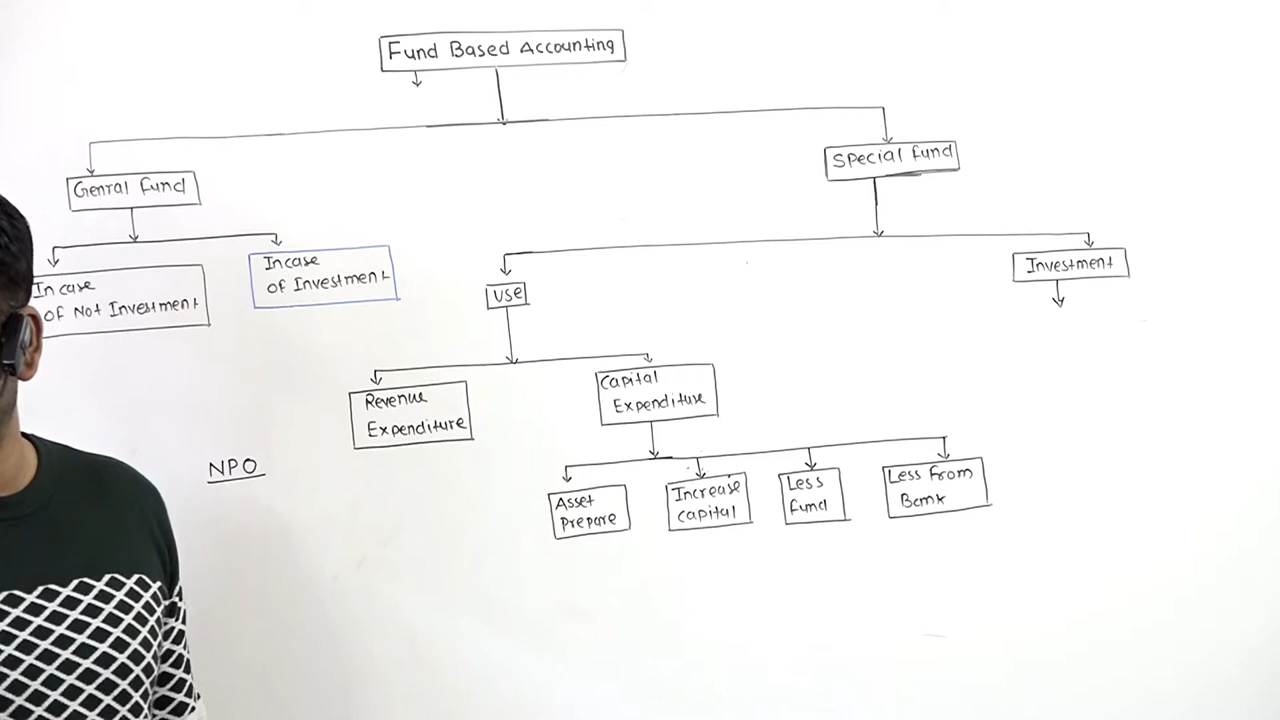 Fund Based Accounting
Special Fund
Genral Fund
In case
of Not Investment
Incase
of Investment
Use
Investment
Revenue
Expenditure
Capital
Expenditure
NPO
Asset
Prepare
Increase
Capital
Less
Fund
Less From
Bank